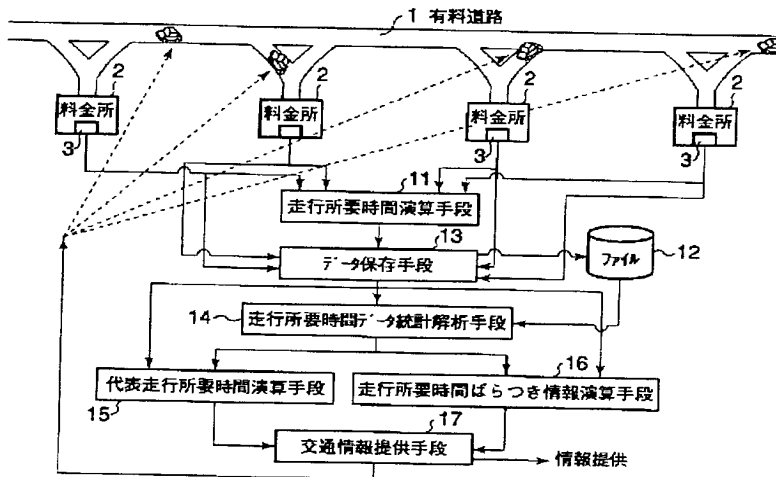 1 有料道路
2
2
2
2
料金所
料金所
料金所
料金所
3
3
3
11
走行所要時間演算手段
13
データ保存手段
12
ファイル
14
走行所要時間データ統計解析手段
16
代表走行所要時間演算手段
走行所要時間ばらつき情報演算手段
15
17
交通情報提供手段
情報提供